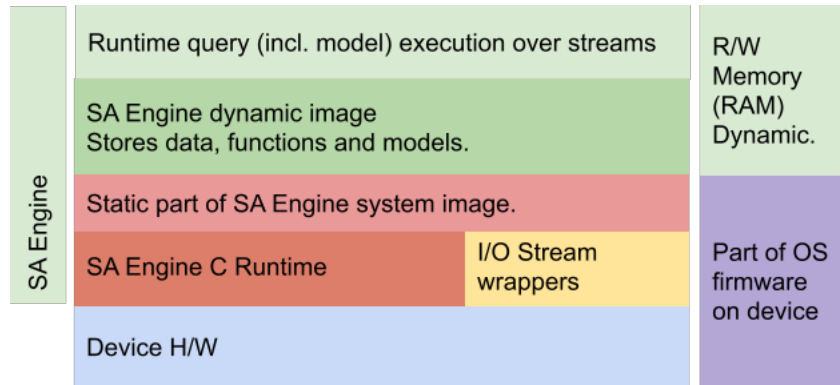 SA Engine
Runtime query (incl. model) execution over streams
SA Engine dynamic image
Stores data, functions and models.
Static part of SA Engine system image.
SA Engine C Runtime
I/O Stream
wrappers
Device H/W
R/W
Memory
(RAM)
Dynamic.
Part of OS
firmware
on device